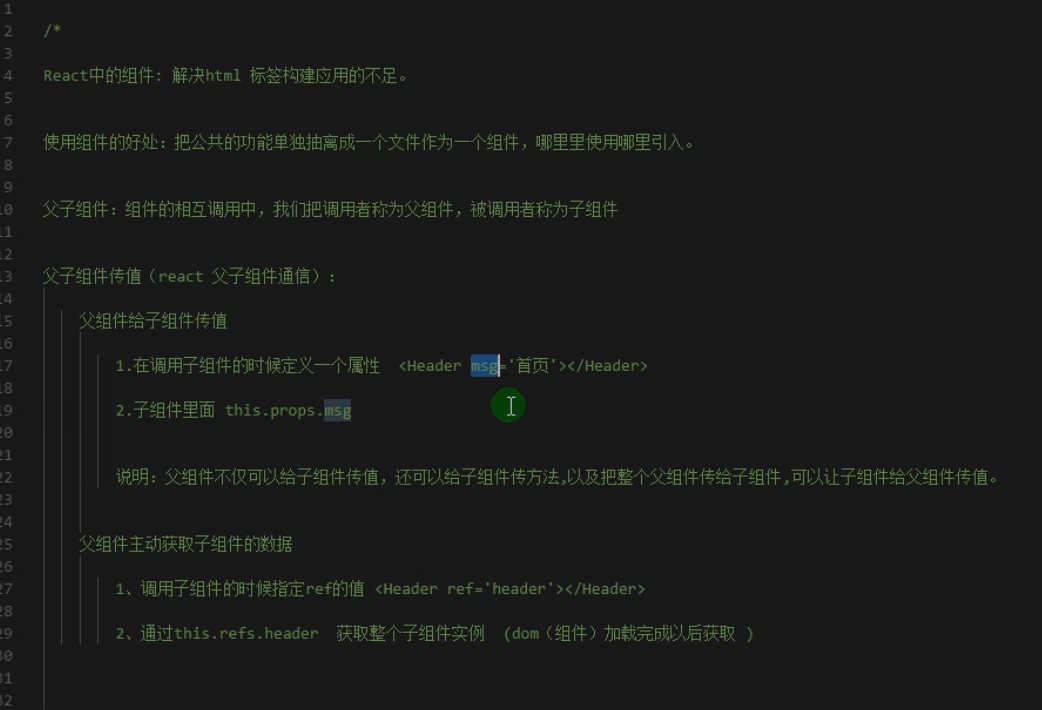 1
2 /*
3
4 React中的组件: 解决html 标签构建应用的不足。
5
6
7 使用组件的好处: 把公共的功能单独抽离成一个文件作为一个组件, 哪里里使用哪里引入。
8
9
10 父子组件: 组件的相互调用中, 我们把调用者称为父组件, 被调用者称为子组件
11
12
13 父子组件传值（react 父子组件通信）:
14
15 父组件给子组件传值
16
17 1.在调用子组件的时候定义一个属性 <Header msg='首页'></Header>
18
19 2.子组件里面 this.props.msg
20
21
22 说明: 父组件不仅可以给子组件传值, 还可以给子组件传方法,以及把整个父组件传给子组件,可以让子组件给父组件传值。
23
24
25 父组件主动获取子组件的数据
26
27 1、调用子组件的时候指定ref的值 <Header ref='header'></Header>
28
29 2、通过this.refs.header 获取整个子组件实例 (dom（组件）加载完成以后获取 )
30
31
32